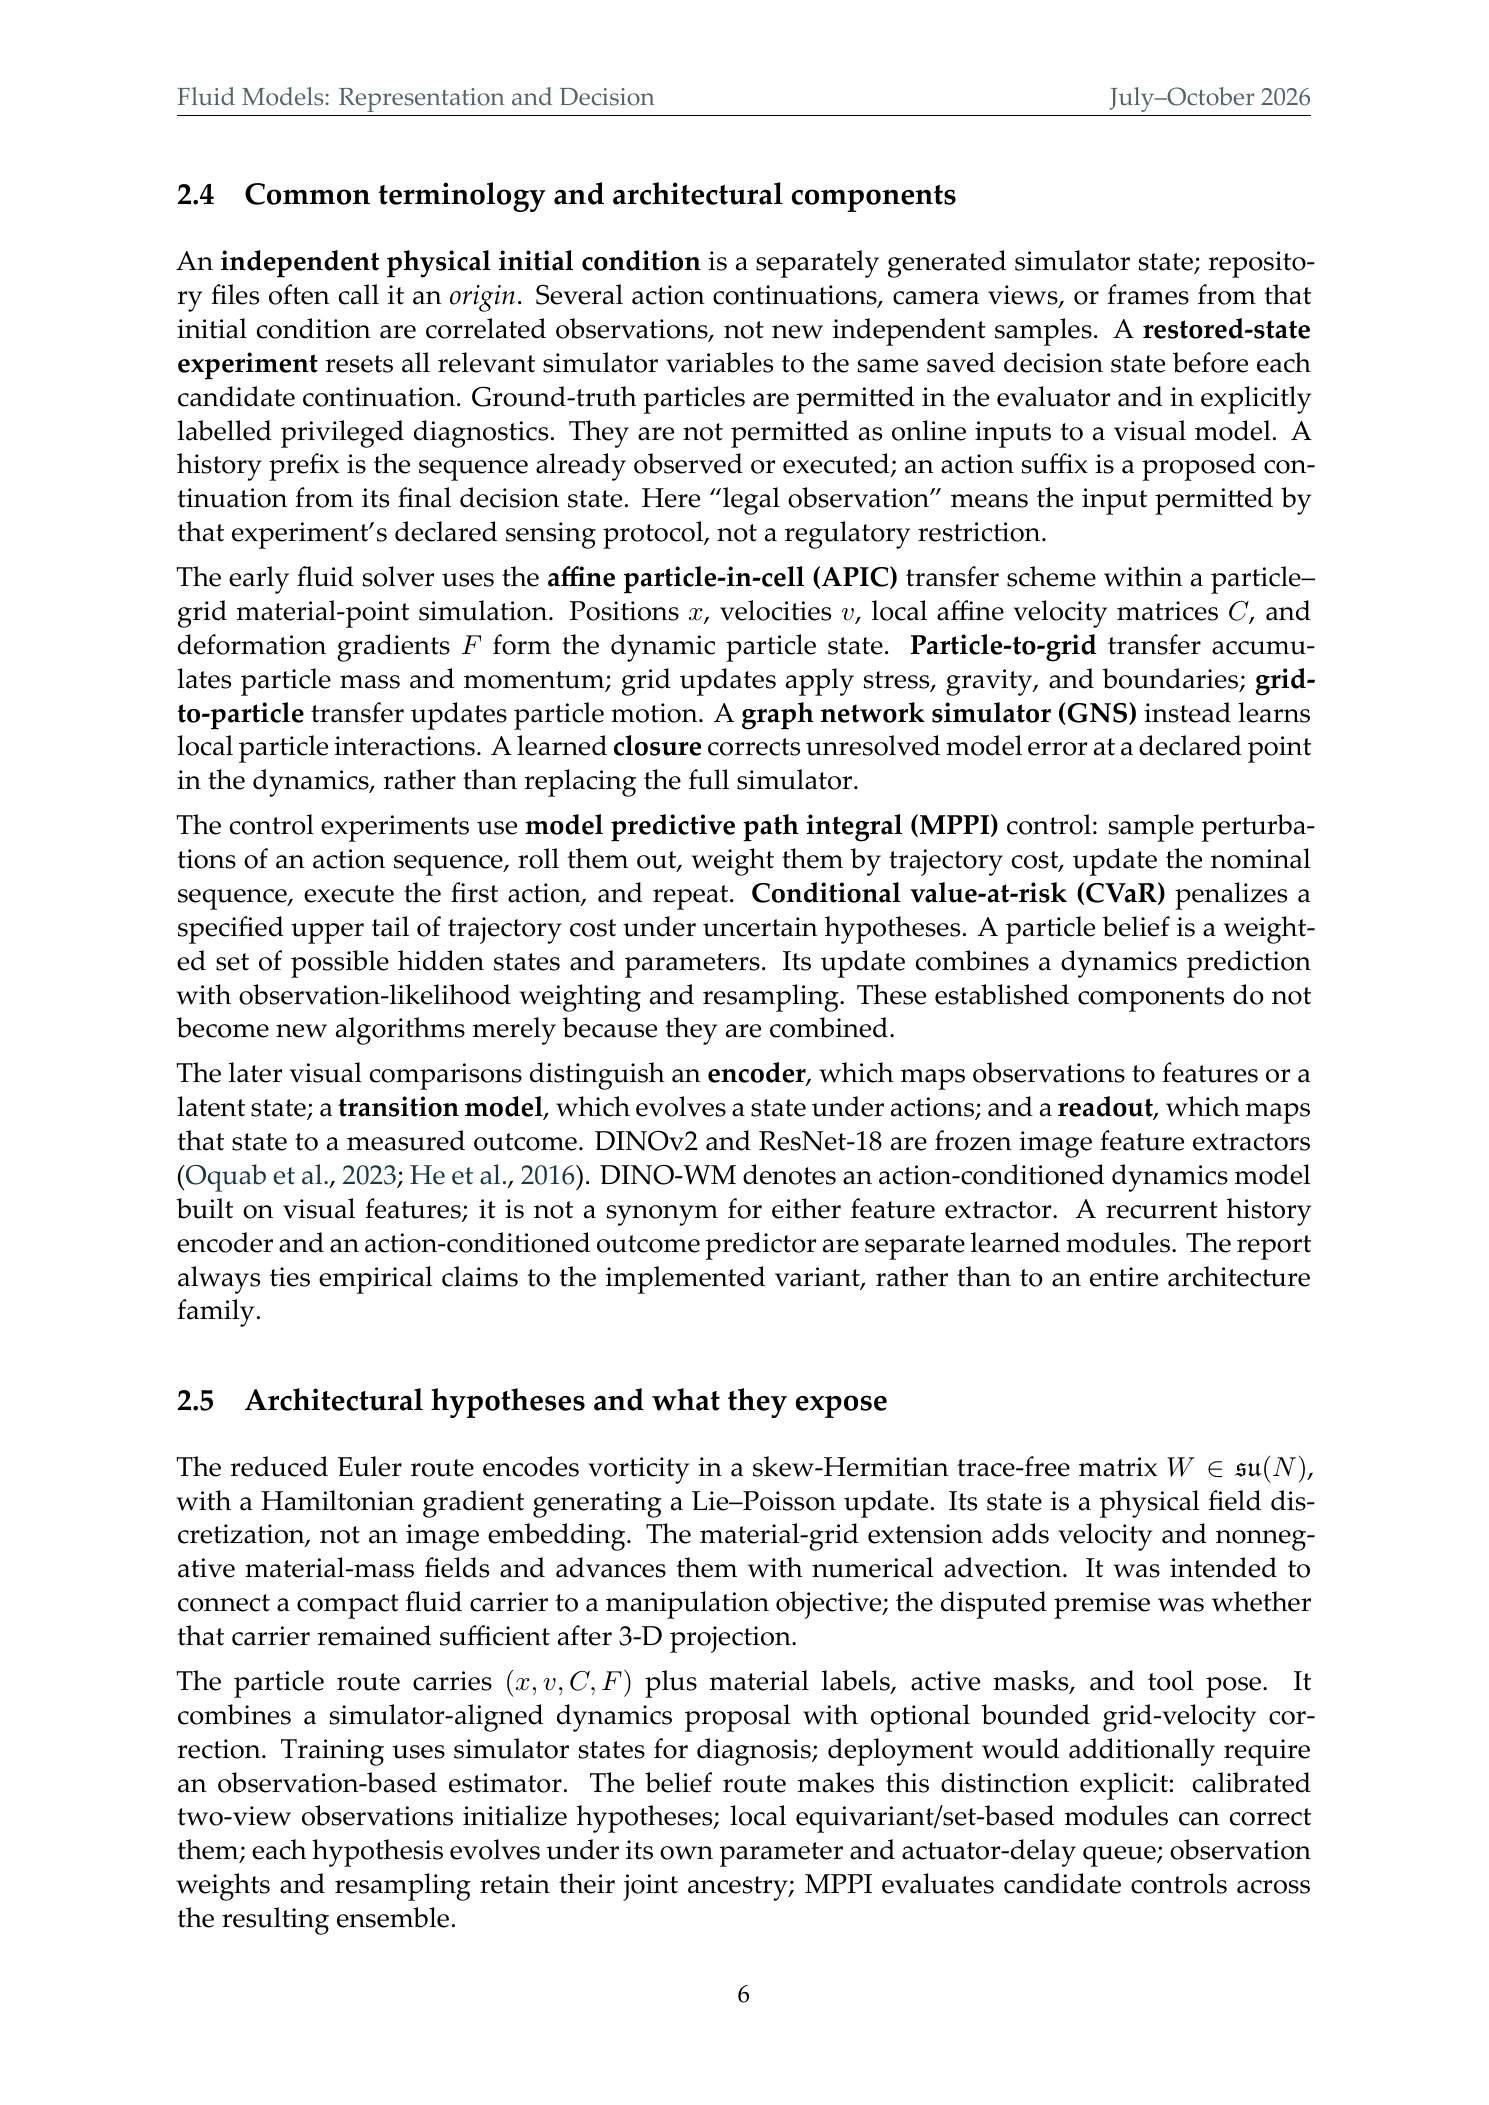 Fluid Models: Representation and Decision July–October 2026
2.4 Common terminology and architectural components
An independent physical initial condition is a separately generated simulator state; reposito-
ry files often call it an origin. Several action continuations, camera views, or frames from that
initial condition are correlated observations, not new independent samples. A restored-state
experiment resets all relevant simulator variables to the same saved decision state before each
candidate continuation. Ground-truth particles are permitted in the evaluator and in explicitly
labelled privileged diagnostics. They are not permitted as online inputs to a visual model. A
history prefix is the sequence already observed or executed; an action suffix is a proposed con-
tinuation from its final decision state. Here “legal observation” means the input permitted by
that experiment’s declared sensing protocol, not a regulatory restriction.
The early fluid solver uses the affine particle-in-cell (APIC) transfer scheme within a particle–
grid material-point simulation. Positions x, velocities v, local affine velocity matrices C, and
deformation gradients F form the dynamic particle state. Particle-to-grid transfer accumu-
lates particle mass and momentum; grid updates apply stress, gravity, and boundaries; grid-
to-particle transfer updates particle motion. A graph network simulator (GNS) instead learns
local particle interactions. A learned closure corrects unresolved model error at a declared point
in the dynamics, rather than replacing the full simulator.
The control experiments use model predictive path integral (MPPI) control: sample perturba-
tions of an action sequence, roll them out, weight them by trajectory cost, update the nominal
sequence, execute the first action, and repeat. Conditional value-at-risk (CVaR) penalizes a
specified upper tail of trajectory cost under uncertain hypotheses. A particle belief is a weight-
ed set of possible hidden states and parameters. Its update combines a dynamics prediction
with observation-likelihood weighting and resampling. These established components do not
become new algorithms merely because they are combined.
The later visual comparisons distinguish an encoder, which maps observations to features or a
latent state; a transition model, which evolves a state under actions; and a readout, which maps
that state to a measured outcome. DINOv2 and ResNet-18 are frozen image feature extractors
(Oquab et al., 2023; He et al., 2016). DINO-WM denotes an action-conditioned dynamics model
built on visual features; it is not a synonym for either feature extractor. A recurrent history
encoder and an action-conditioned outcome predictor are separate learned modules. The report
always ties empirical claims to the implemented variant, rather than to an entire architecture
family.
2.5 Architectural hypotheses and what they expose
The reduced Euler route encodes vorticity in a skew-Hermitian trace-free matrix W ∈ 𝔰𝔲(N),
with a Hamiltonian gradient generating a Lie–Poisson update. Its state is a physical field dis-
cretization, not an image embedding. The material-grid extension adds velocity and nonneg-
ative material-mass fields and advances them with numerical advection. It was intended to
connect a compact fluid carrier to a manipulation objective; the disputed premise was whether
that carrier remained sufficient after 3-D projection.
The particle route carries (x, v, C, F) plus material labels, active masks, and tool pose. It
combines a simulator-aligned dynamics proposal with optional bounded grid-velocity cor-
rection. Training uses simulator states for diagnosis; deployment would additionally require
an observation-based estimator. The belief route makes this distinction explicit: calibrated
two-view observations initialize hypotheses; local equivariant/set-based modules can correct
them; each hypothesis evolves under its own parameter and actuator-delay queue; observation
weights and resampling retain their joint ancestry; MPPI evaluates candidate controls across
the resulting ensemble.
6